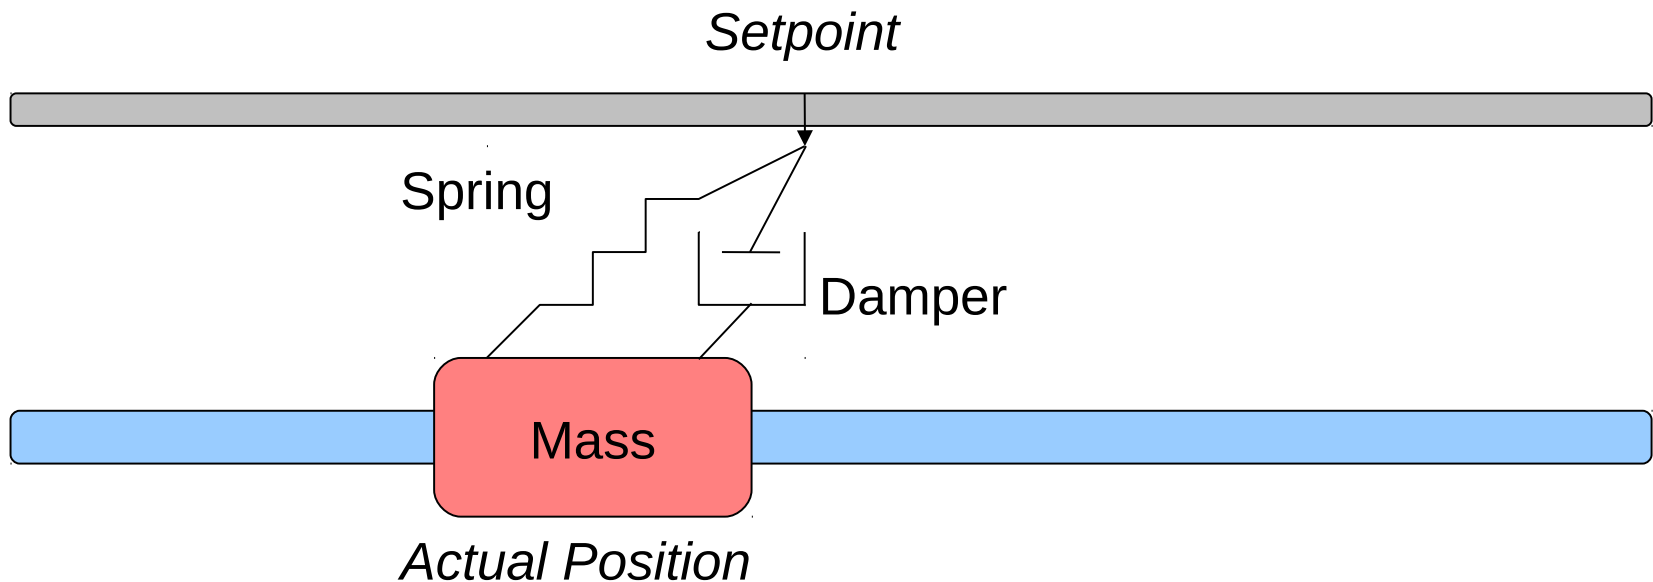 Setpoint
Spring
Damper
Mass
Actual Position